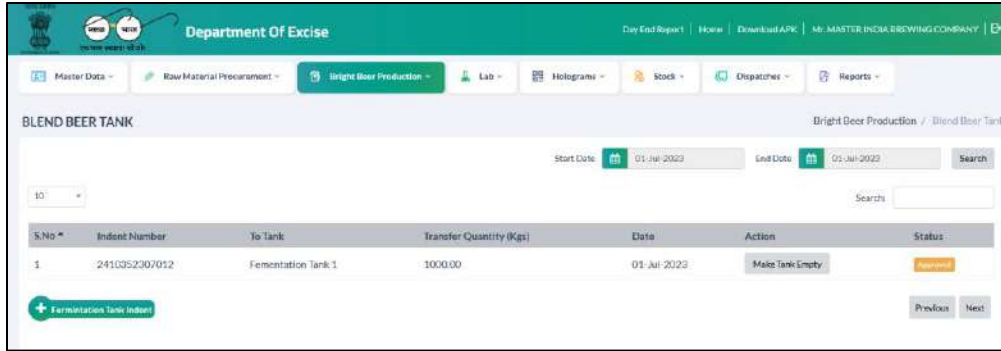 Department Of Excise
Day End Report | Home | Download APK | Mr. MASTER INDIA BREWING COMPANY
Master Data
Raw Material Procurement
Bright Beer Production
Lab
Holograms
Stock
Dispatches
Reports
BLEND BEER TANK
Bright Beer Production / Blend Beer Tank
Start Date 01-Jul-2023 End Date 01-Jul-2023 Search
10 Search:
S.No Indent Number To Tank Transfer Quantity (Kgs) Date Action Status
1 2410352307012 Fementation Tank 1 1000.00 01-Jul-2023 Make Tank Empty Approved
Fermintation Tank Indent
Previous Next